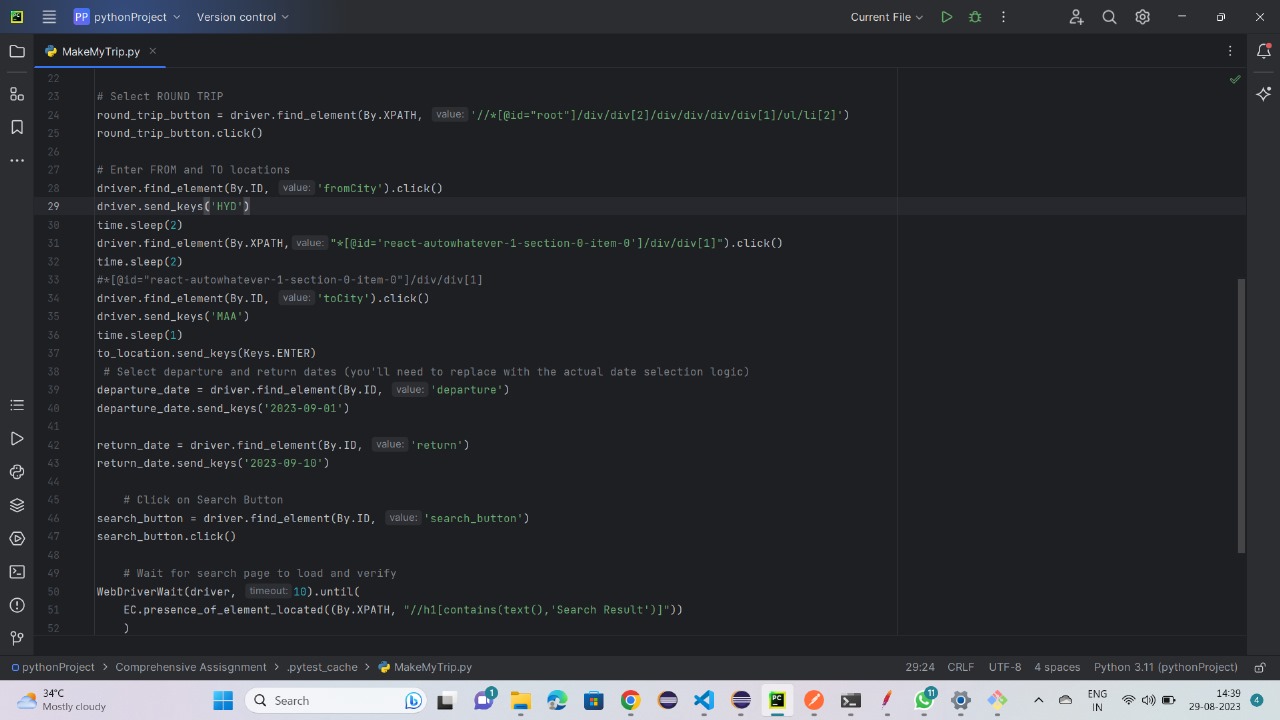 PP pythonProject Version control Current File
MakeMyTrip.py
22
23 # Select ROUND TRIP
24 round_trip_button = driver.find_element(By.XPATH, value: '//*[@id="root"]/div/div[2]/div/div/div/div[1]/ul/li[2]')
25 round_trip_button.click()
26
27 # Enter FROM and TO locations
28 driver.find_element(By.ID, value: 'fromCity').click()
29 driver.send_keys('HYD')
30 time.sleep(2)
31 driver.find_element(By.XPATH, value: "*[@id='react-autowhatever-1-section-0-item-0']/div/div[1]").click()
32 time.sleep(2)
33 #*[@id="react-autowhatever-1-section-0-item-0"]/div/div[1]
34 driver.find_element(By.ID, value: 'toCity').click()
35 driver.send_keys('MAA')
36 time.sleep(1)
37 to_location.send_keys(Keys.ENTER)
38 # Select departure and return dates (you'll need to replace with the actual date selection logic)
39 departure_date = driver.find_element(By.ID, value: 'departure')
40 departure_date.send_keys('2023-09-01')
41
42 return_date = driver.find_element(By.ID, value: 'return')
43 return_date.send_keys('2023-09-10')
44
45 # Click on Search Button
46 search_button = driver.find_element(By.ID, value: 'search_button')
47 search_button.click()
48
49 # Wait for search page to load and verify
50 WebDriverWait(driver, timeout: 10).until(
51 EC.presence_of_element_located((By.XPATH, "//h1[contains(text(),'Search Result')]"))
52 )
pythonProject > Comprehensive Assisgnment > .pytest_cache > MakeMyTrip.py 29:24 CRLF UTF-8 4 spaces Python 3.11 (pythonProject)
34°C
Mostly cloudy
Search
1
PC
11
ENG
IN
14:39
29-08-2023
4